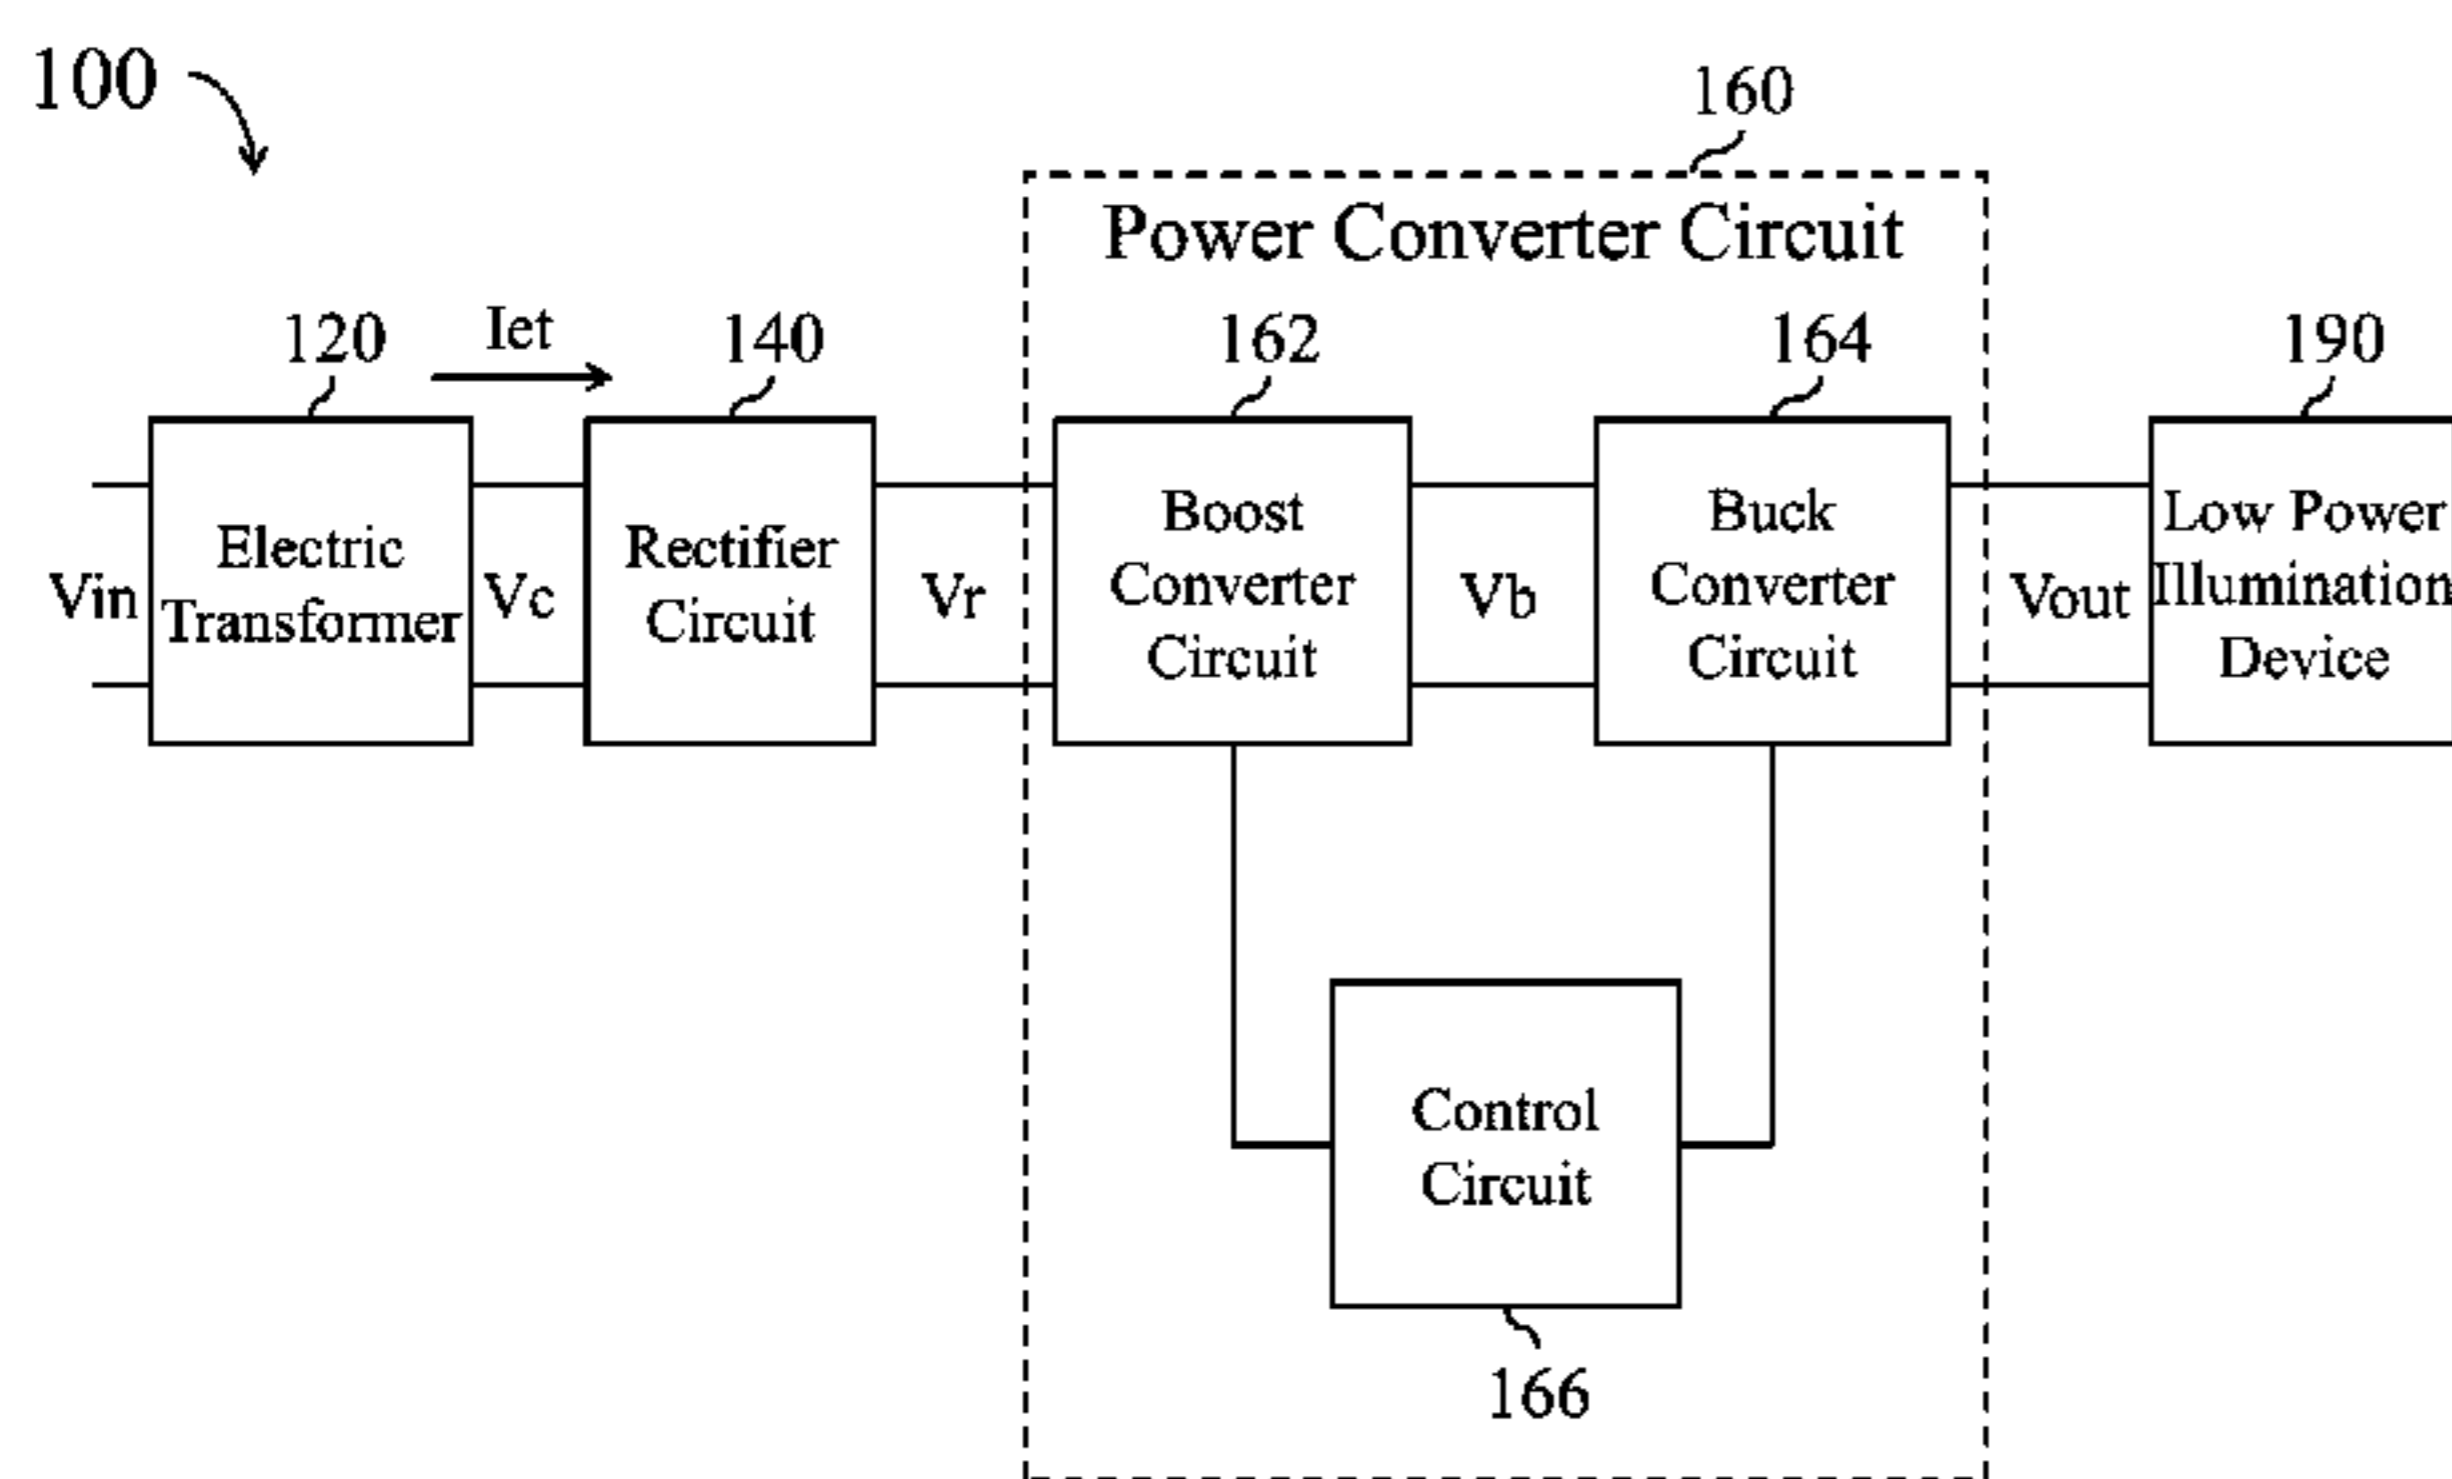 100
160
Power Converter Circuit
120
Iet
140
162
164
190
Vin
Electric
Transformer
Vc
Rectifier
Circuit
Vr
Boost
Converter
Circuit
Vb
Buck
Converter
Circuit
Vout
Low Power
Illumination
Device
Control
Circuit
166